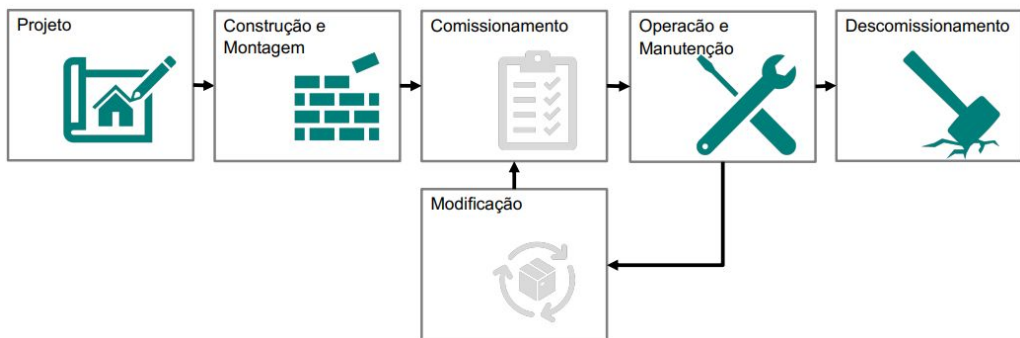 Projeto
Construção e
Montagem
Comissionamento
Operacão e
Manutenção
Descomissionamento
Modificação